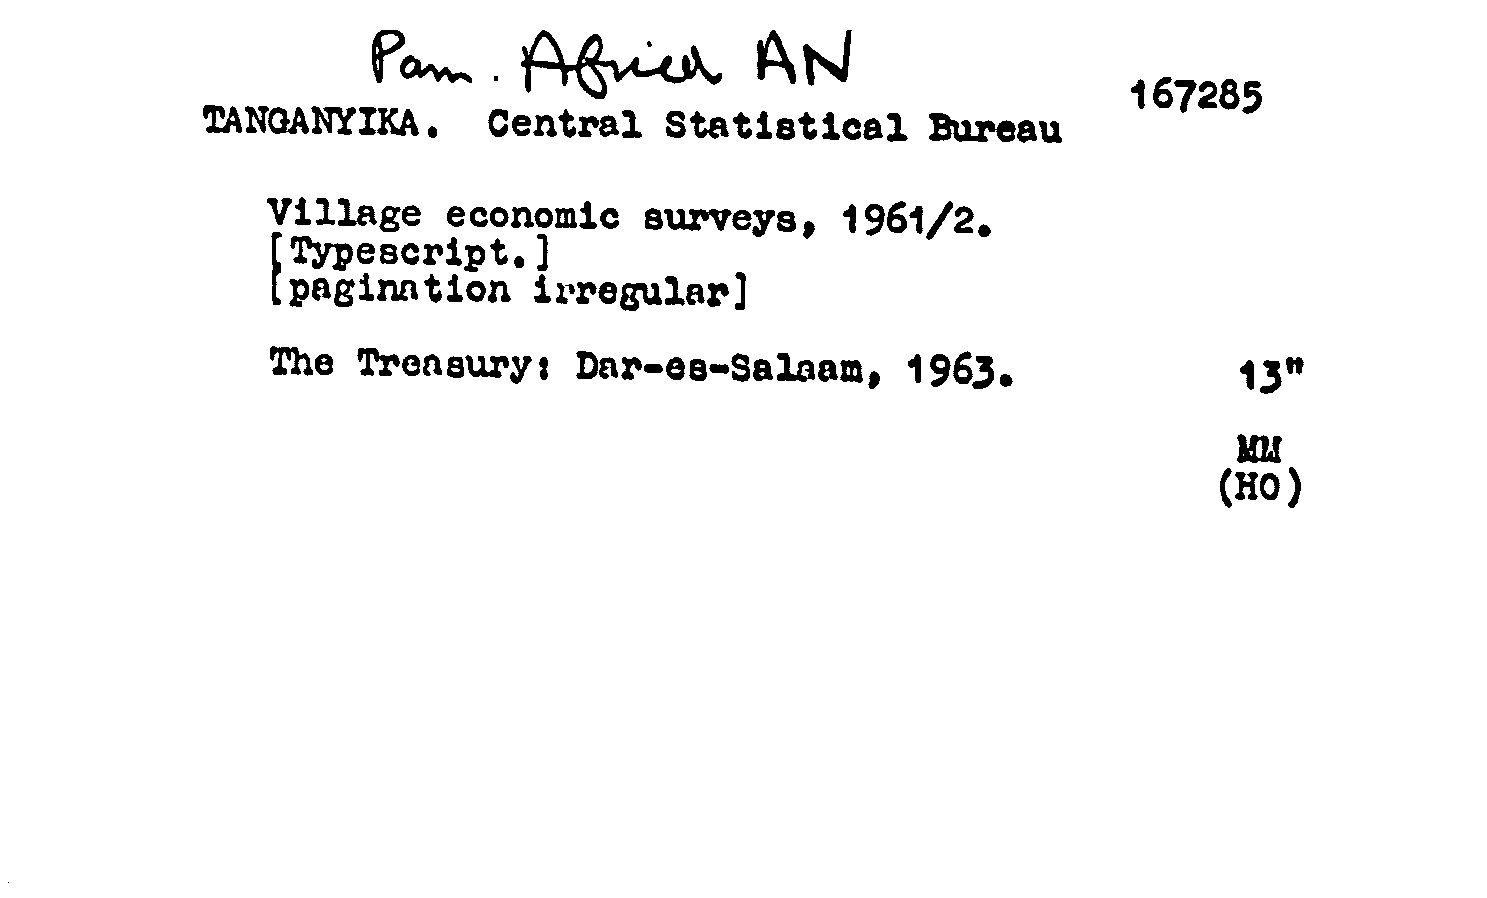 Pam. Africa AN
167285
TANGANYIKA. Central Statistical Bureau
Village economic surveys, 1961/2.
[Typescript.]
[pagination irregular]
The Treasury: Dar-es-Salaam, 1963. 13"
MW
(HO)